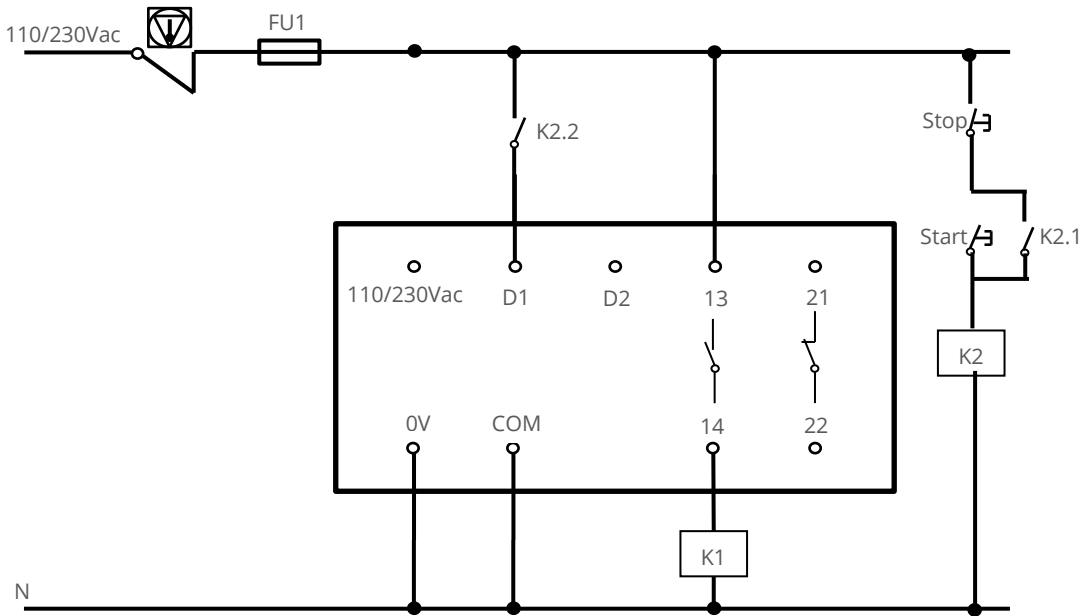 FU1
110/230Vac
K2.2
Stop
Start
K2.1
110/230Vac
D1
D2
13
21
K2
0V
COM
14
22
K1
N